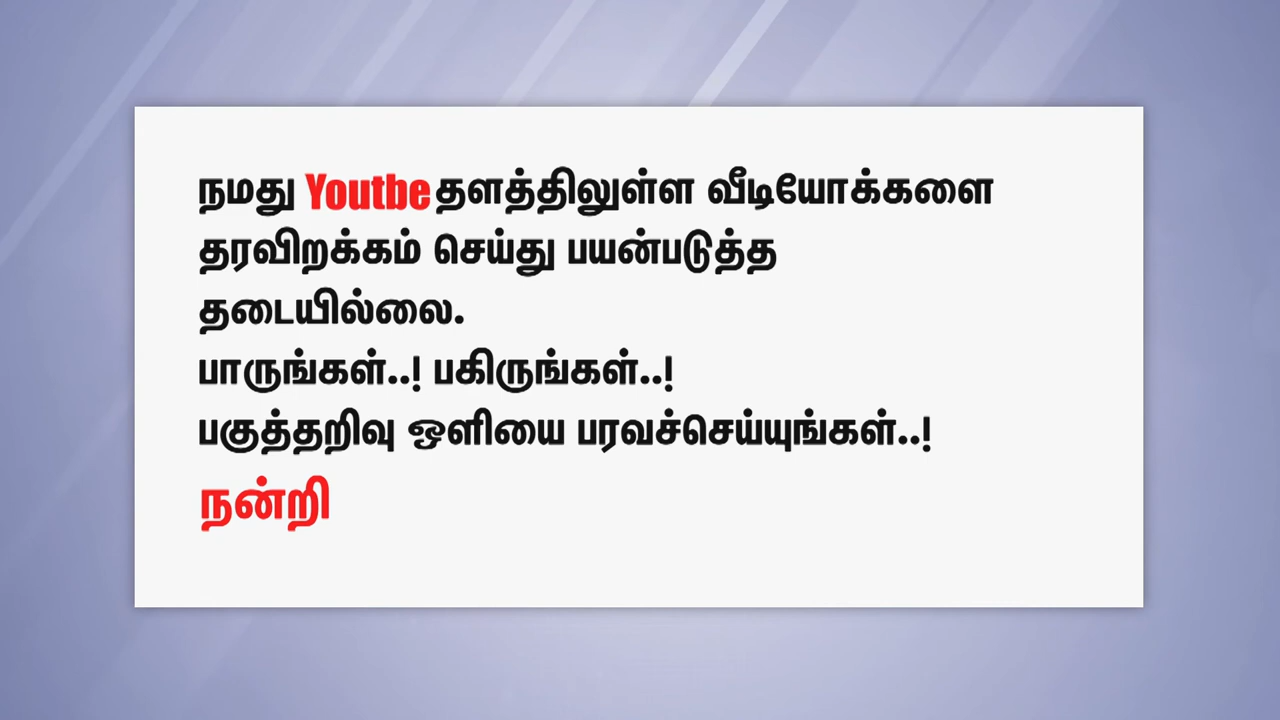 நமது Youtbe தளத்திலுள்ள வீடியோக்களை
தரவிறக்கம் செய்து பயன்படுத்த
தடையில்லை.
பாருங்கள்..! பகிருங்கள்..!
பகுத்தறிவு ஒளியை பரவச்செய்யுங்கள்..!
நன்றி